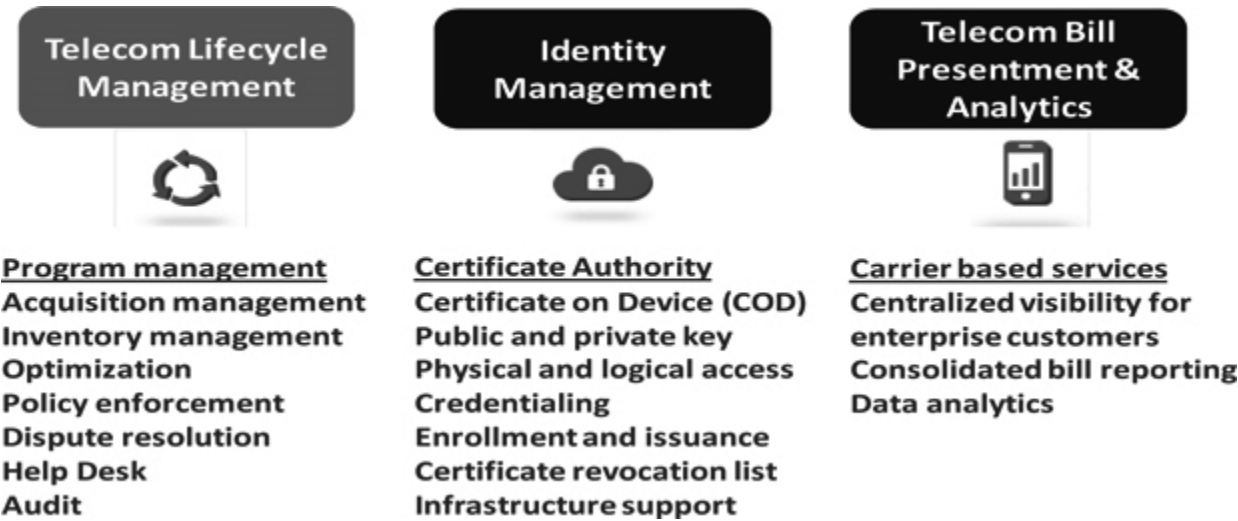 Telecom Lifecycle
Management
Identity
Management
Telecom Bill
Presentment &
Analytics
Program management
Acquisition management
Inventory management
Optimization
Policy enforcement
Dispute resolution
Help Desk
Audit
Certificate Authority
Certificate on Device (COD)
Public and private key
Physical and logical access
Credentialing
Enrollment and issuance
Certificate revocation list
Infrastructure support
Carrier based services
Centralized visibility for
enterprise customers
Consolidated bill reporting
Data analytics